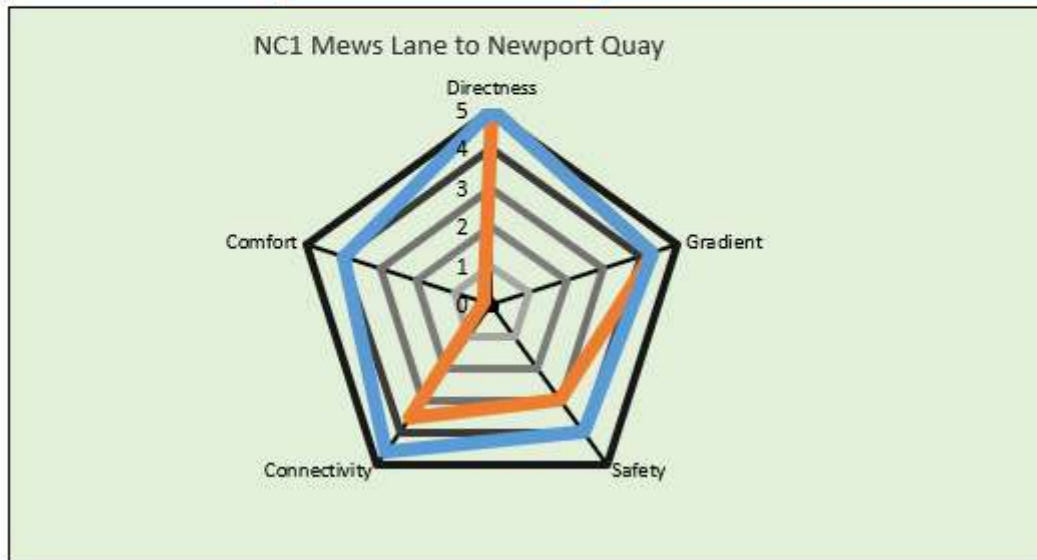 NC1 Mews Lane to Newport Quay
Directness
5
4
3
2
1
0
Comfort
Gradient
Connectivity
Safety